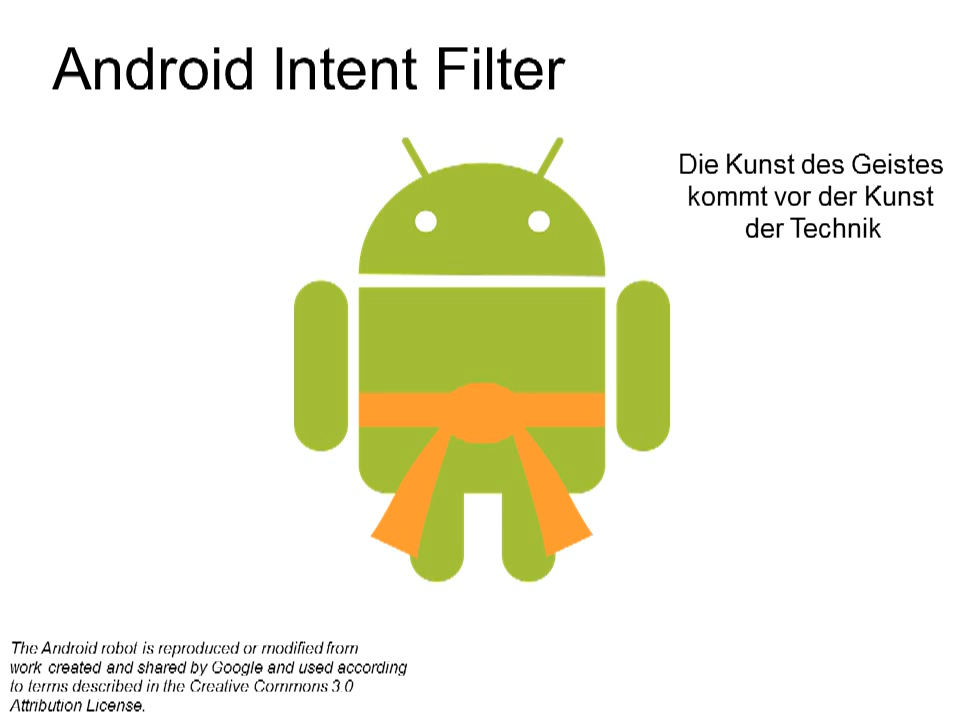 Android Intent Filter
Die Kunst des Geistes
kommt vor der Kunst
der Technik
The Android robot is reproduced or modified from
work created and shared by Google and used according
to terms described in the Creative Commons 3.0
Attribution License.